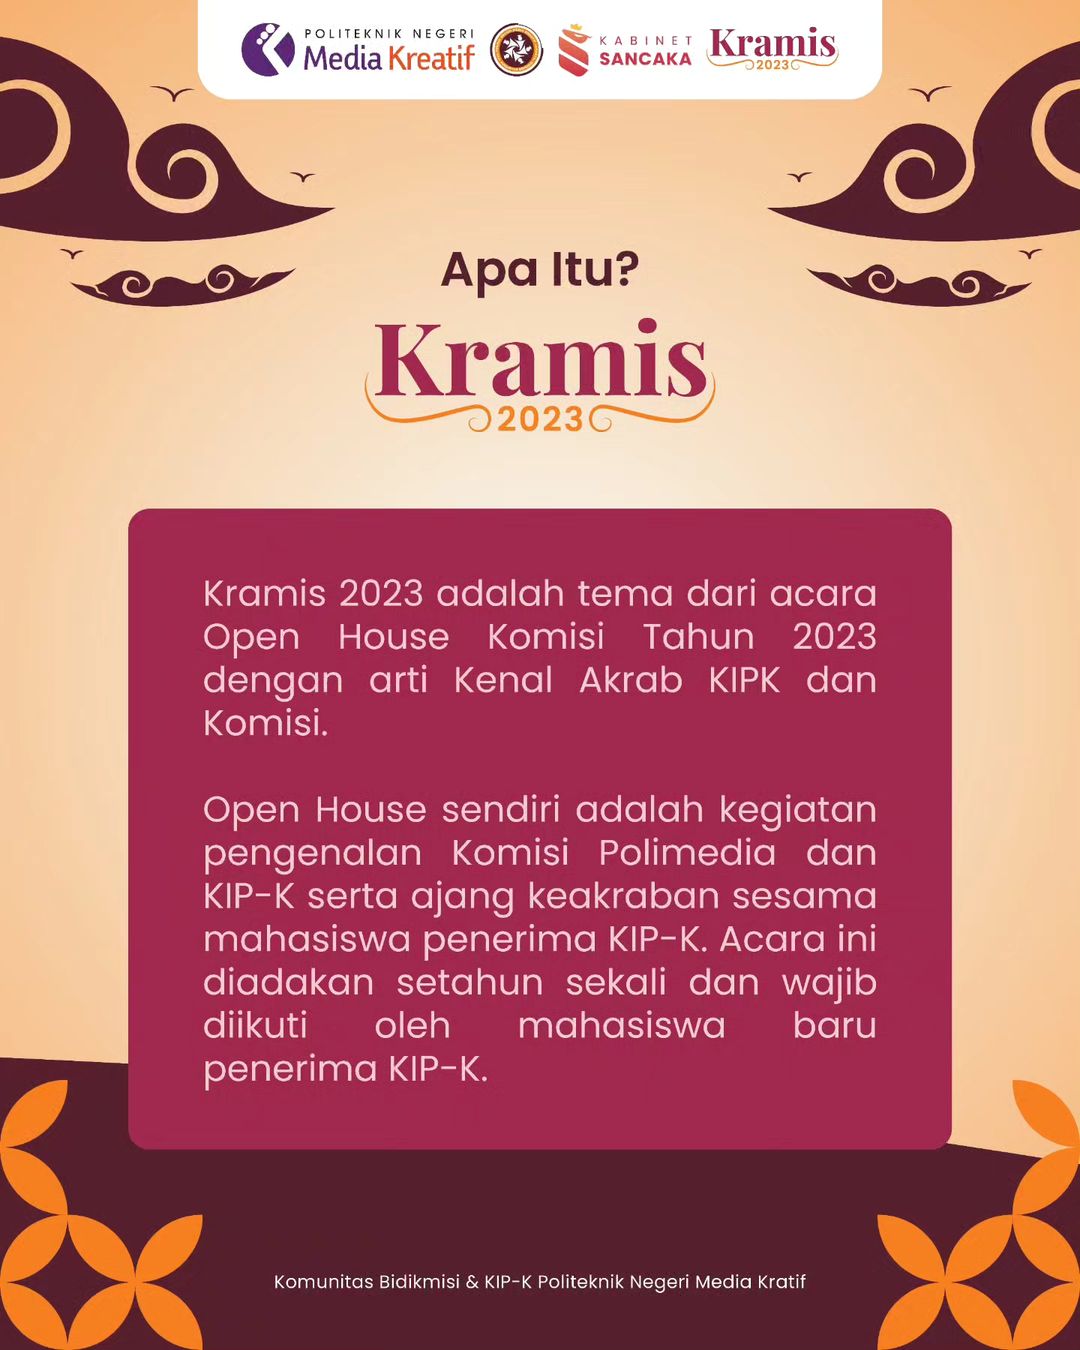 POLITEKNIK NEGERI
Media Kreatif
KABINET
SANCAKA
Kramis
2023
Apa Itu?
Kramis
2023
Kramis 2023 adalah tema dari acara
Open House Komisi Tahun 2023
dengan arti Kenal Akrab KIPK dan
Komisi.
Open House sendiri adalah kegiatan
pengenalan Komisi Polimedia dan
KIP-K serta ajang keakraban sesama
mahasiswa penerima KIP-K. Acara ini
diadakan setahun sekali dan wajib
diikuti oleh mahasiswa baru
penerima KIP-K.
Komunitas Bidikmisi & KIP-K Politeknik Negeri Media Kratif